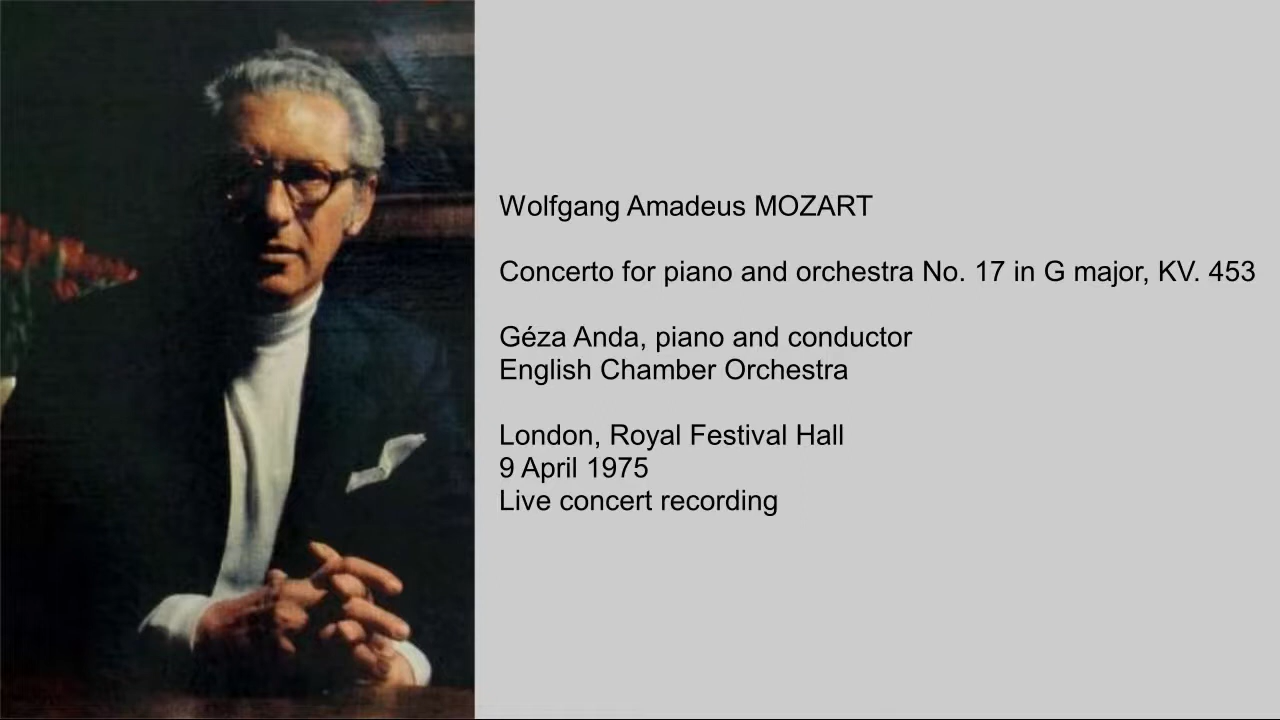 Wolfgang Amadeus MOZART
Concerto for piano and orchestra No. 17 in G major, KV. 453
Géza Anda, piano and conductor
English Chamber Orchestra
London, Royal Festival Hall
9 April 1975
Live concert recording